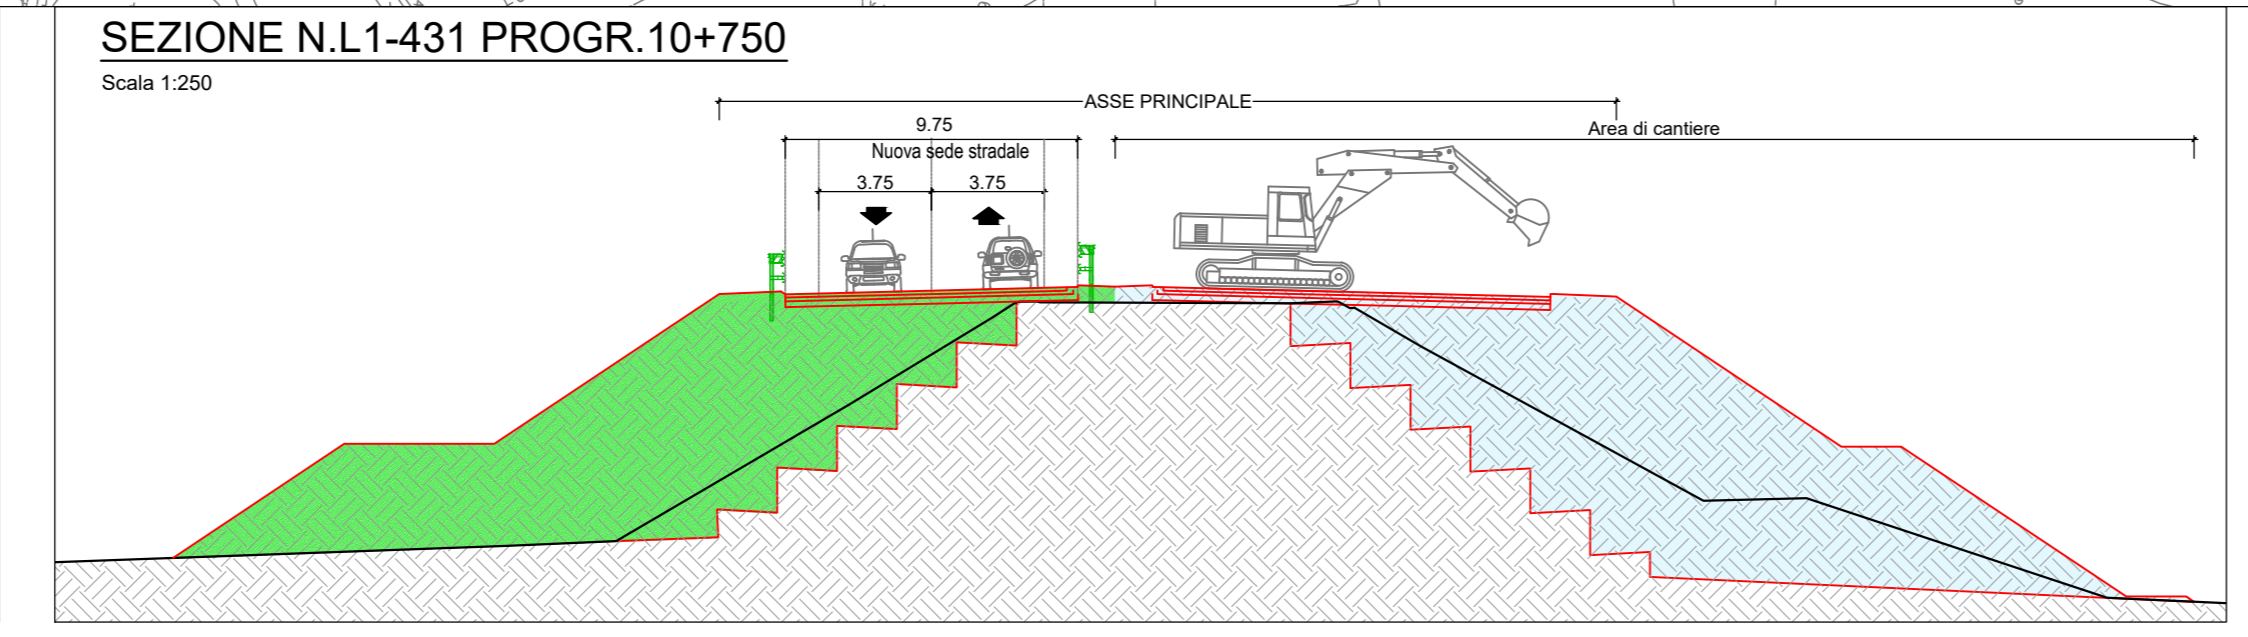 SEZIONE N.L1-431 PROGR.10+750
Scala 1:250
ASSE PRINCIPALE
9.75
Area di cantiere
Nuova sede stradale
3.75 3.75